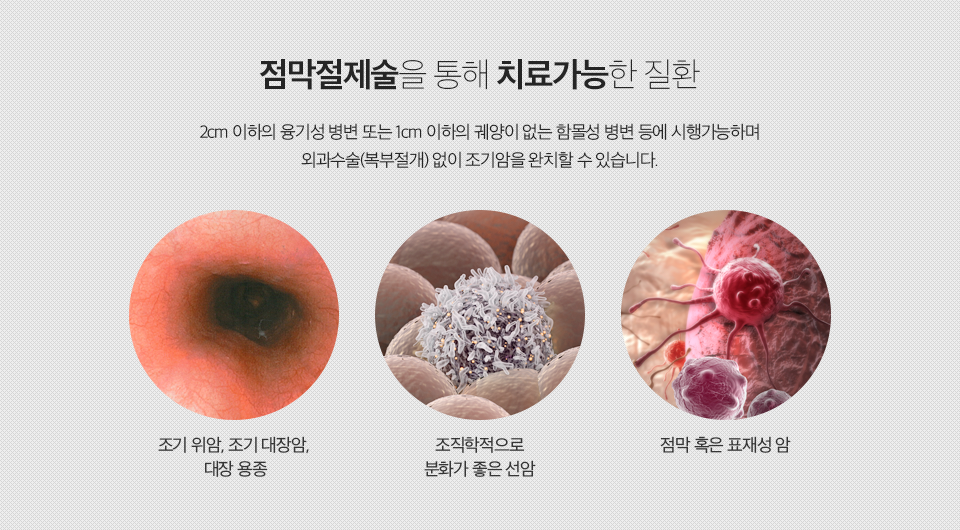 점막절제술을 통해 치료가능한 질환
2cm 이하의 융기성 병변 또는 1cm 이하의 궤양이 없는 함몰성 병변 등에 시행가능하며
외과수술(복부절개) 없이 조기암을 완치할 수 있습니다.
조기 위암, 조기 대장암,
대장 용종
조직학적으로
분화가 좋은 선암
점막 혹은 표재성 암